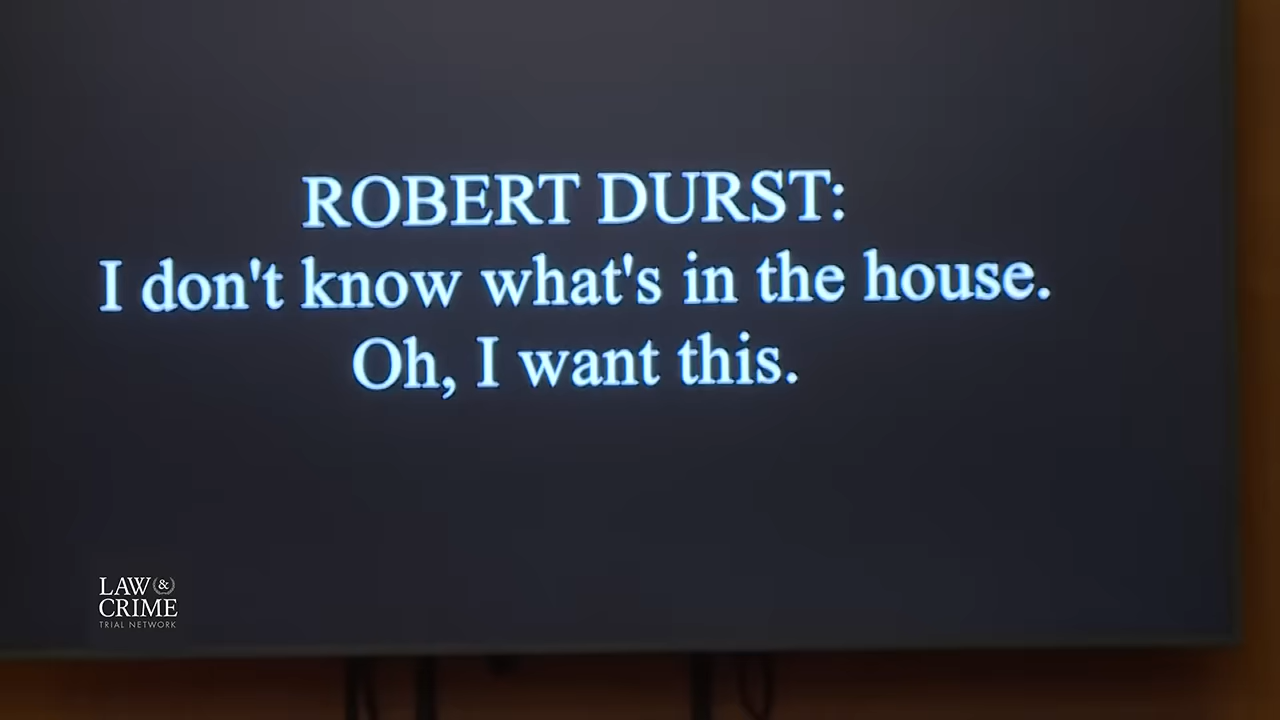 ROBERT DURST:
I don't know what's in the house.
Oh, I want this.
LAW &
CRIME
TRIAL NETWORK